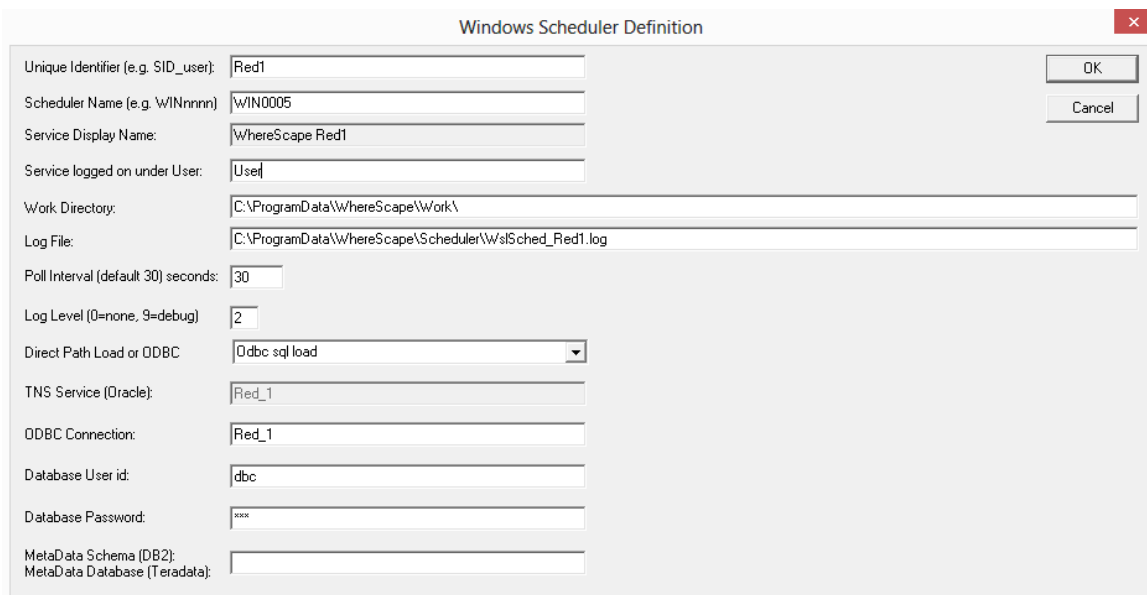 Windows Scheduler Definition
Unique Identifier (e.g. SID_user): Red1 OK
Scheduler Name (e.g. WINnnnn) WIN0005 Cancel
Service Display Name: WhereScape Red1
Service logged on under User: User
Work Directory: C:\ProgramData\WhereScape\Work\
Log File: C:\ProgramData\WhereScape\Scheduler\WslSched_Red1.log
Poll Interval (default 30) seconds: 30
Log Level (0=none, 9=debug) 2
Direct Path Load or ODBC Odbc sql load
TNS Service (Oracle): Red_1
ODBC Connection: Red_1
Database User id: dbc
Database Password: ***
MetaData Schema (DB2):
MetaData Database (Teradata):